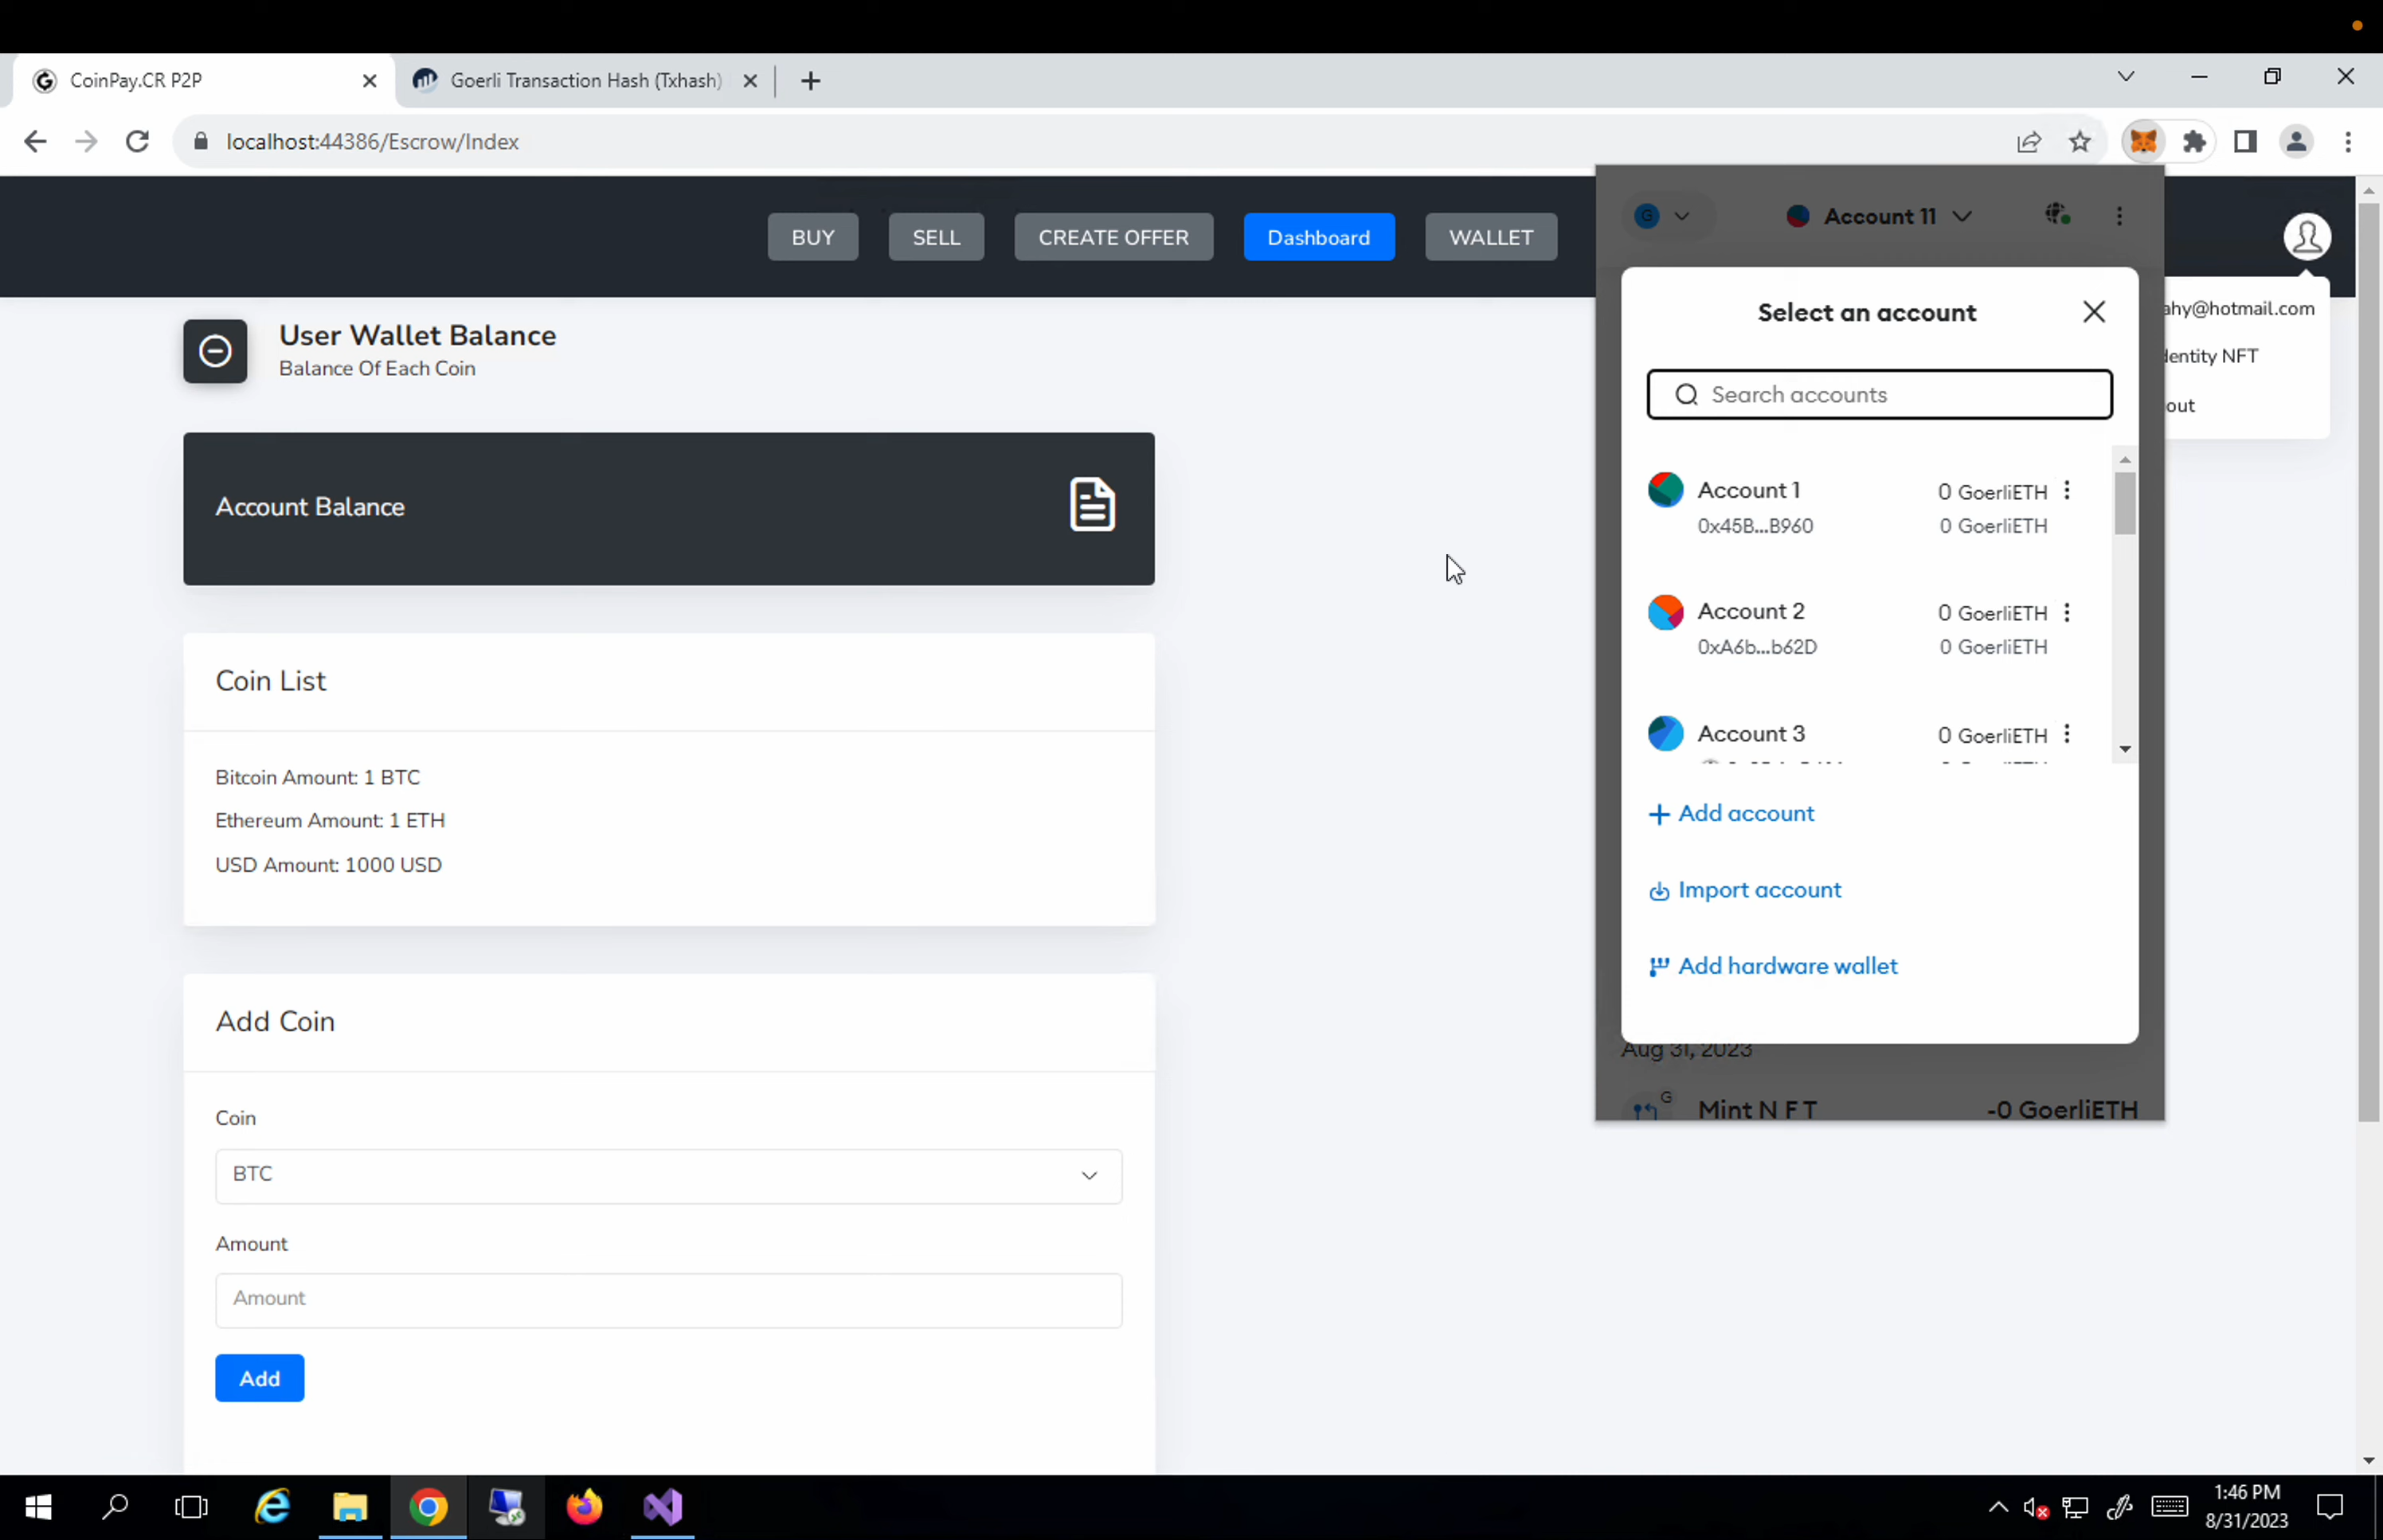 CoinPay.CR P2P
Goerli Transaction Hash (Txhash)
localhost:44386/Escrow/Index
BUY
SELL
CREATE OFFER
Dashboard
WALLET
G
Account 11
User Wallet Balance
Balance Of Each Coin
Account Balance
Coin List
Bitcoin Amount: 1 BTC
Ethereum Amount: 1 ETH
USD Amount: 1000 USD
Add Coin
Coin
BTC
Amount
Amount
Add
Select an account
Search accounts
Account 1 0 GoerliETH
0x45B...B960 0 GoerliETH
Account 2 0 GoerliETH
0xA6b...b62D 0 GoerliETH
Account 3 0 GoerliETH
Add account
Import account
Add hardware wallet
Aug 31, 2023
G
Mint N F T -0 GoerliETH
ahy@hotmail.com
dentity NFT
out
1:46 PM
8/31/2023